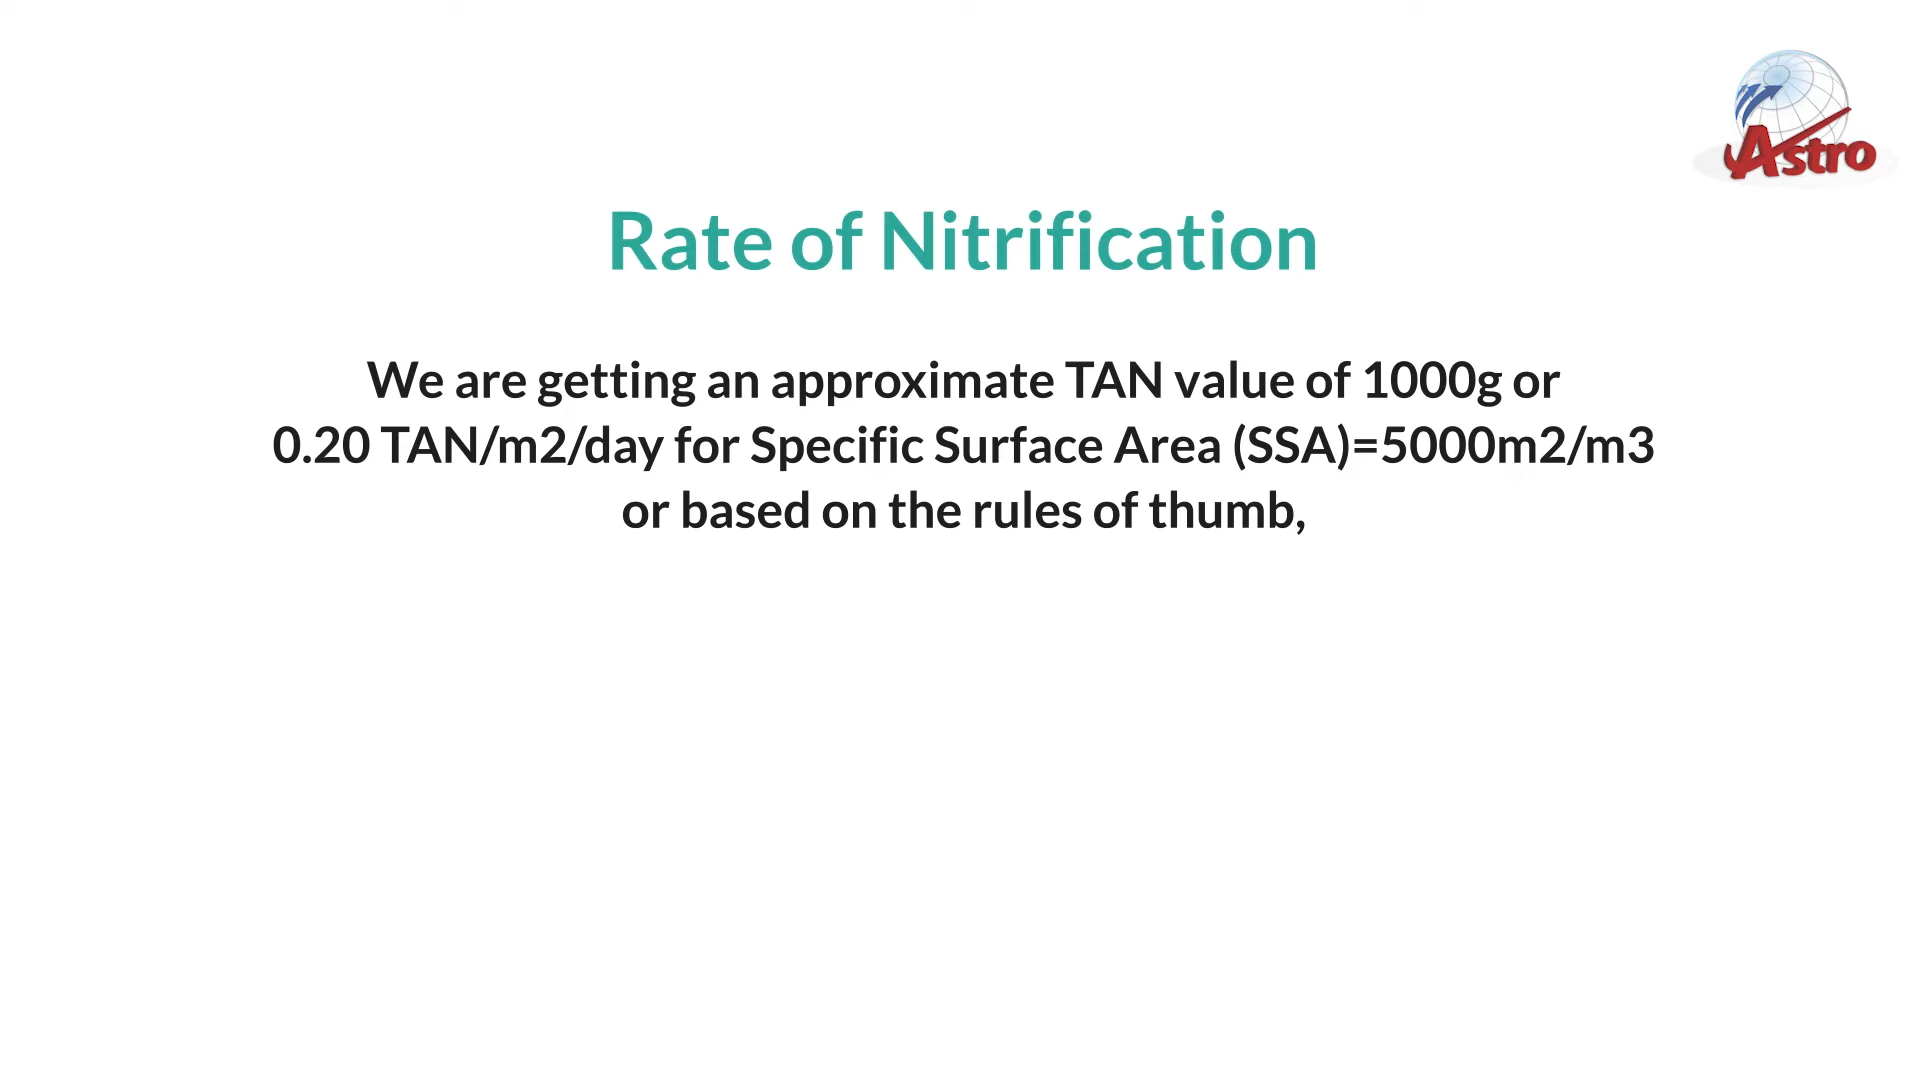 Astro
Rate of Nitrification
We are getting an approximate TAN value of 1000g or
0.20 TAN/m2/day for Specific Surface Area (SSA)=5000m2/m3
or based on the rules of thumb,